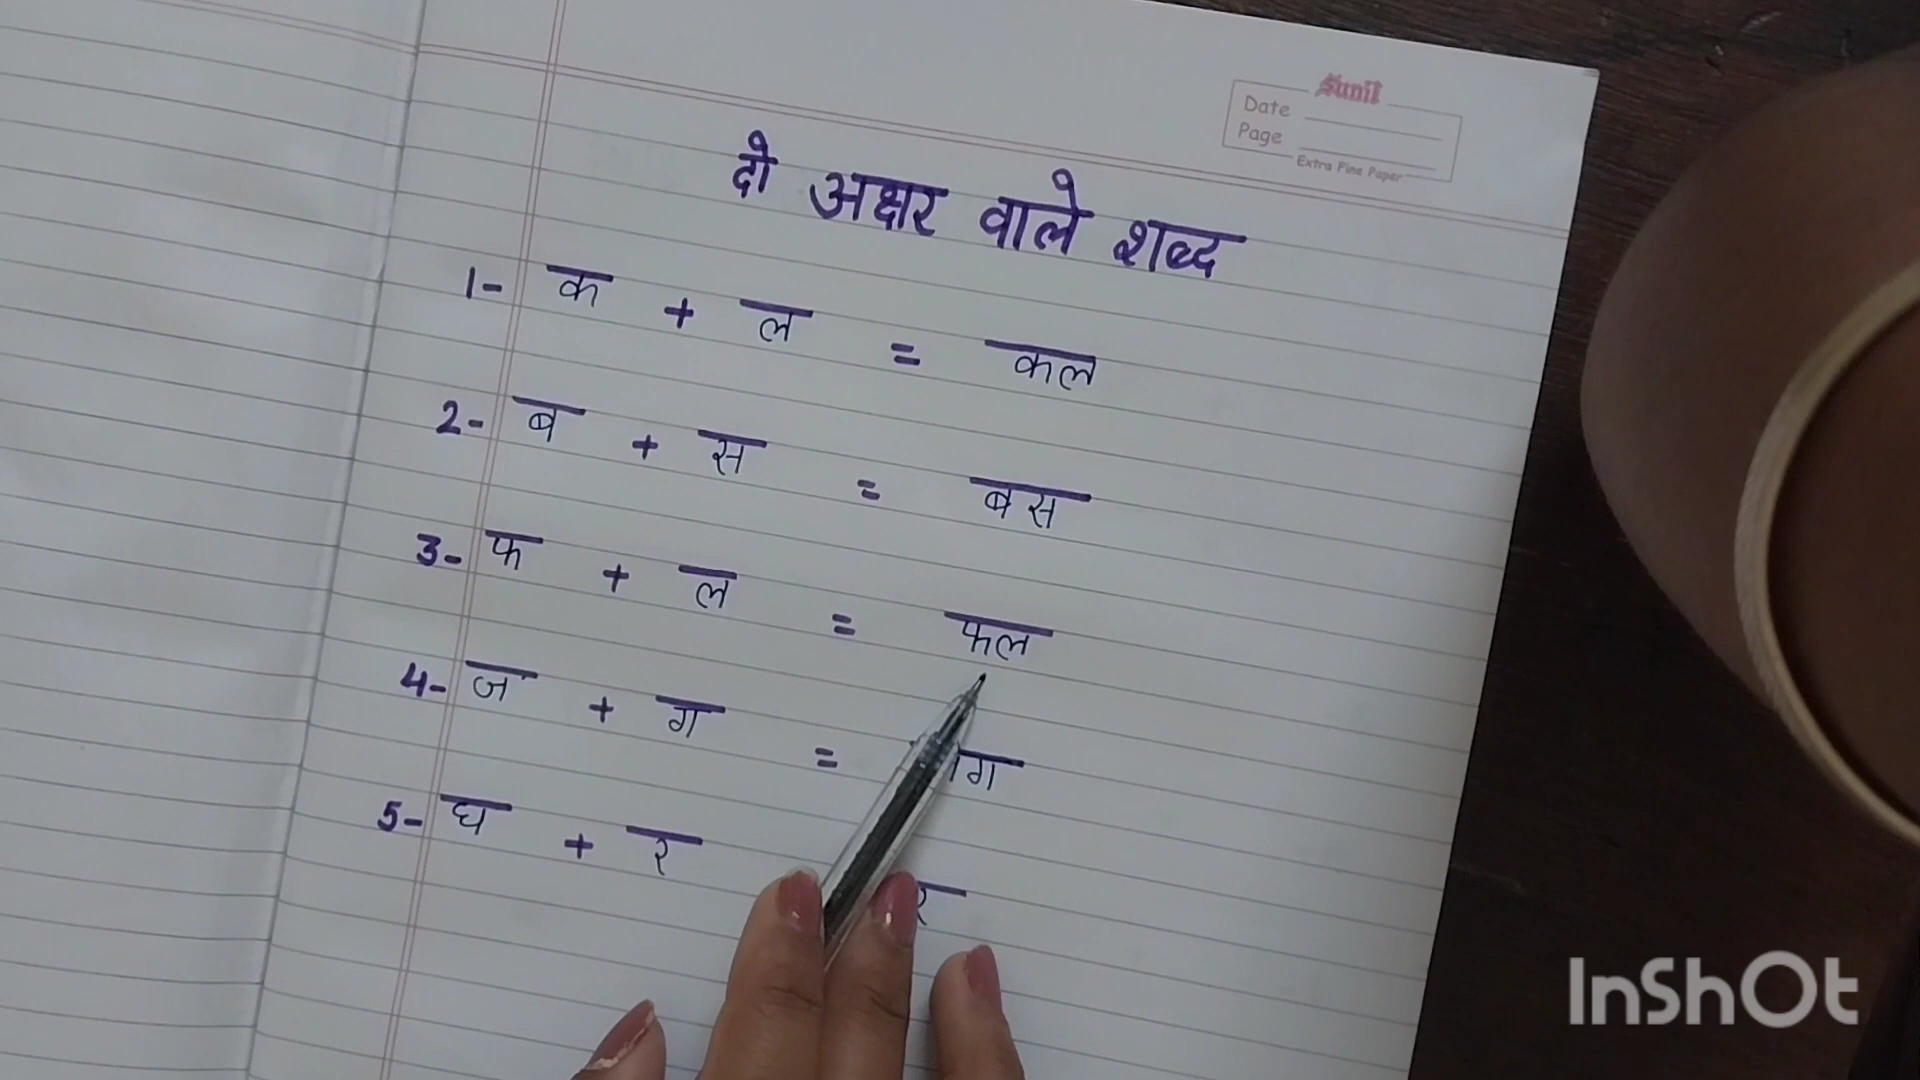 Sunil
Date
Page
Extra Fine Paper
दो अक्षर वाले शब्द
1- क + ल = कल
2- ब + स = बस
3- फ + ल = फल
4- ज + ग = ग
5- घ + र र
InShOt